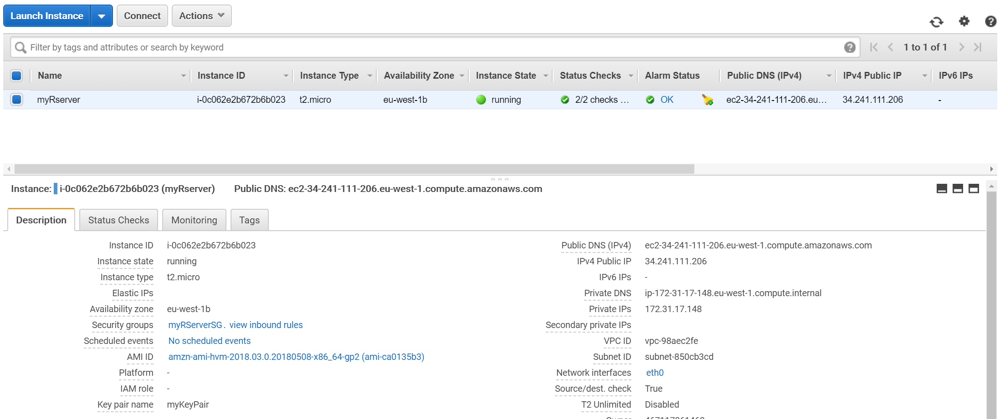 Launch Instance Connect Actions
Filter by tags and attributes or search by keyword 1 to 1 of 1
Name Instance ID Instance Type Availability Zone Instance State Status Checks Alarm Status Public DNS (IPv4) IPv4 Public IP IPv6 IPs
myRserver i-0c062e2b672b6b023 t2.micro eu-west-1b running 2/2 checks ... OK ec2-34-241-111-206.eu... 34.241.111.206 -
Instance: i-0c062e2b672b6b023 (myRserver) Public DNS: ec2-34-241-111-206.eu-west-1.compute.amazonaws.com
Description Status Checks Monitoring Tags
Instance ID i-0c062e2b672b6b023 Public DNS (IPv4) ec2-34-241-111-206.eu-west-1.compute.amazonaws.com
Instance state running IPv4 Public IP 34.241.111.206
Instance type t2.micro IPv6 IPs -
Elastic IPs Private DNS ip-172-31-17-148.eu-west-1.compute.internal
Availability zone eu-west-1b Private IPs 172.31.17.148
Security groups myRServerSG. view inbound rules Secondary private IPs
Scheduled events No scheduled events VPC ID vpc-98aec2fe
AMI ID amzn-ami-hvm-2018.03.0.20180508-x86_64-gp2 (ami-ca0135b3) Subnet ID subnet-850cb3cd
Platform - Network interfaces eth0
IAM role - Source/dest. check True
Key pair name myKeyPair T2 Unlimited Disabled